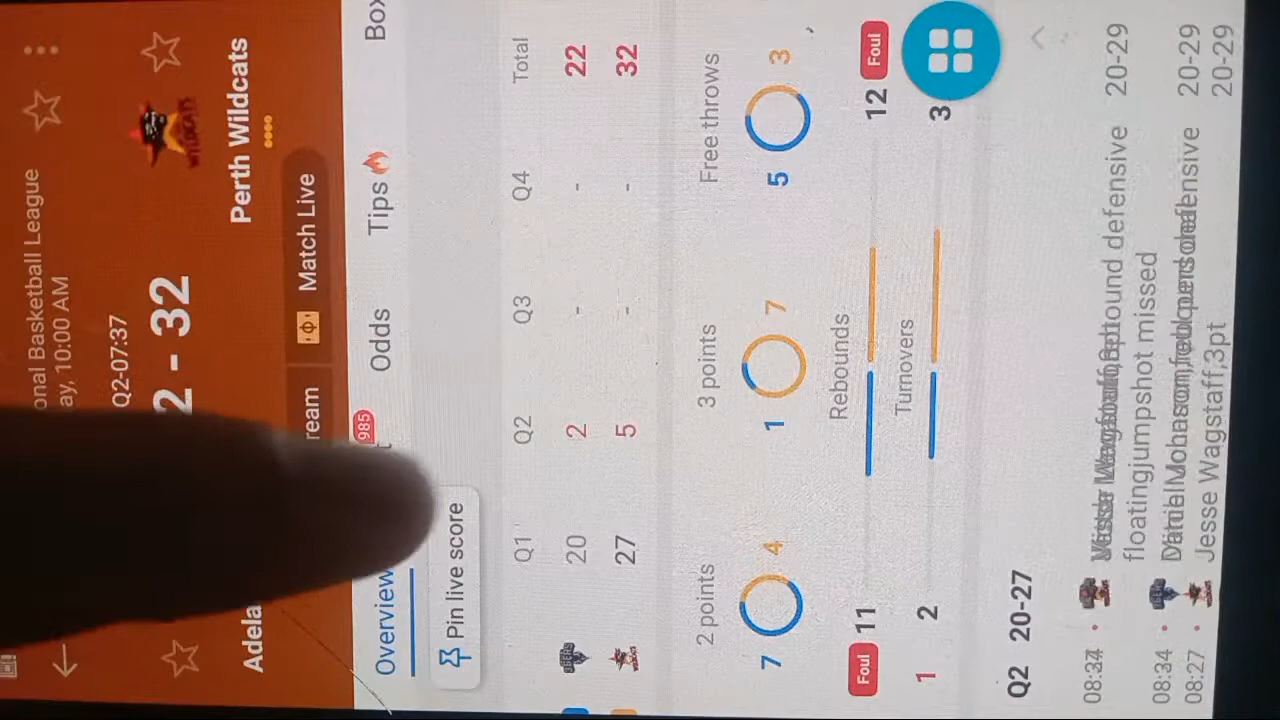 onal Basketball League
ay, 10:00 AM
Q2-07:37
2 - 32
Adela
Perth Wildcats
ream
Match Live
Overview
985
Odds
Tips
Box
Pin live score
Q1 Q2 Q3 Q4 Total
20 2 - - 22
27 5 - - 32
2 points 3 points Free throws
7 4 1 7 5 3
Rebounds
Foul 11 12 Foul
Turnovers
1 2 3
Q2 20-27
08:34 ound defensive 20-29
floatingjumpshot missed
08:34 20-29
08:27 Jesse Wagstaff,3pt 20-29